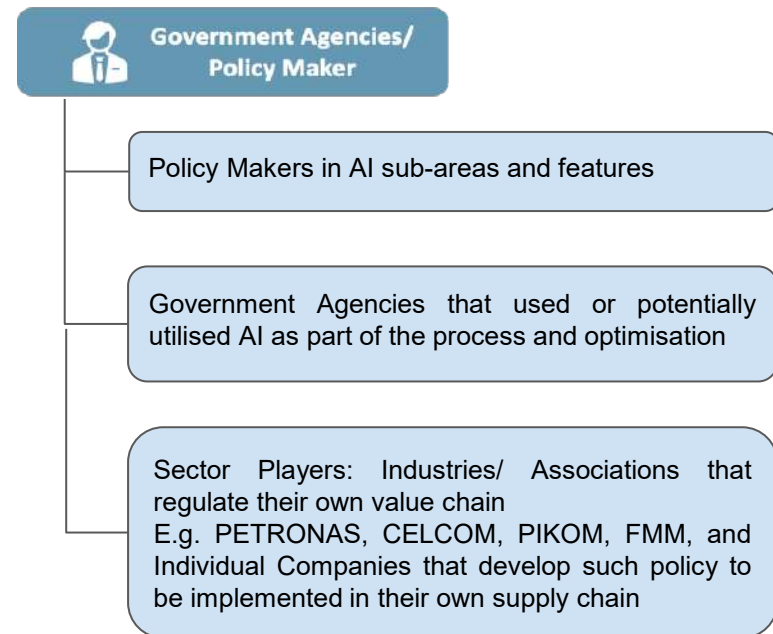 Government Agencies/
Policy Maker
Policy Makers in AI sub-areas and features
Government Agencies that used or potentially
utilised AI as part of the process and optimisation
Sector Players: Industries/ Associations that
regulate their own value chain
E.g. PETRONAS, CELCOM, PIKOM, FMM, and
Individual Companies that develop such policy to
be implemented in their own supply chain